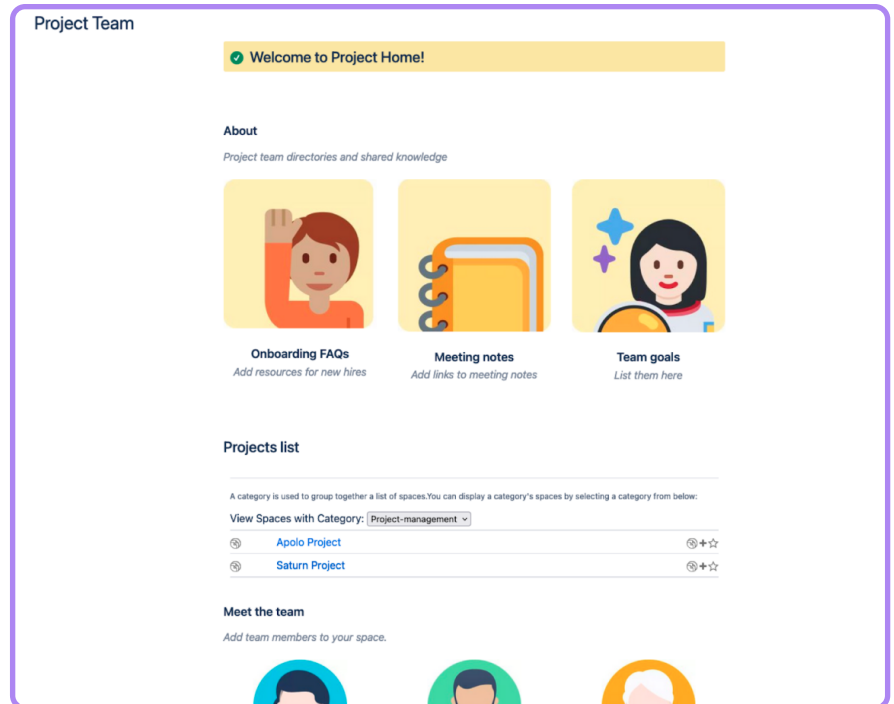 Project Team
Welcome to Project Home!
About
Project team directories and shared knowledge
Onboarding FAQs
Add resources for new hires
Meeting notes
Add links to meeting notes
Team goals
List them here
Projects list
A category is used to group together a list of spaces.You can display a category's spaces by selecting a category from below:
View Spaces with Category: Project-management
Apolo Project
Saturn Project
Meet the team
Add team members to your space.